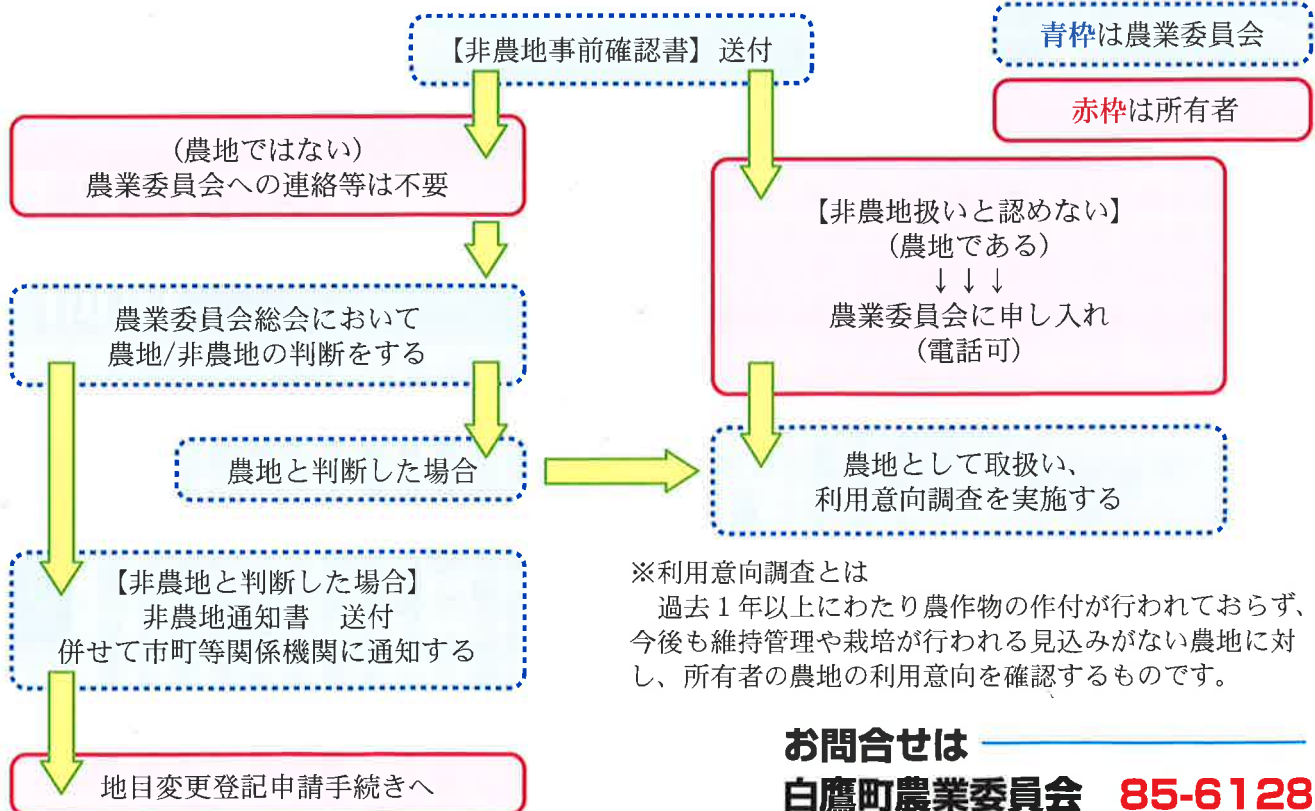 【非農地事前確認書】送付
青枠は農業委員会
赤枠は所有者
(農地ではない)
農業委員会への連絡等は不要
【非農地扱いと認めない】
(農地である)
↓↓↓
農業委員会に申し入れ
(電話可)
農業委員会総会において
農地/非農地の判断をする
農地と判断した場合
農地として取扱い、
利用意向調査を実施する
【非農地と判断した場合】
非農地通知書　送付
併せて市町等関係機関に通知する
地目変更登記申請手続きへ
※利用意向調査とは
　過去１年以上にわたり農作物の作付が行われておらず、
今後も維持管理や栽培が行われる見込みがない農地に対
し、所有者の農地の利用意向を確認するものです。
お問合せは
白鷹町農業委員会　85-6128